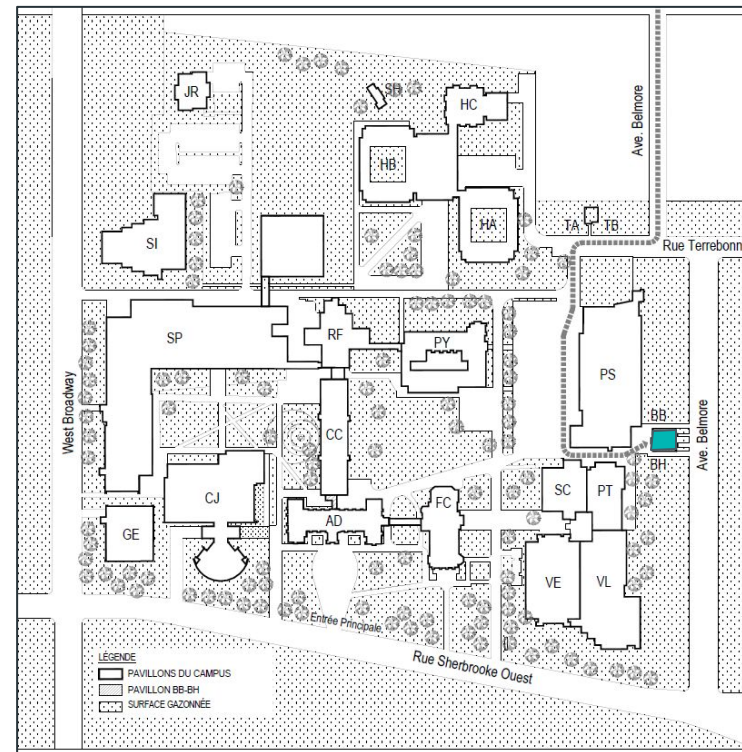 JR
SH
HC
Ave. Belmore
HB
HA
TA
TB
Rue Terrebonn
SI
SP
RF
PY
PS
West Broadway
CC
BB
Ave. Belmore
BH
CJ
SC
PT
FC
AD
GE
VE
VL
Entrée Principale
Rue Sherbrooke Ouest
LÉGENDE
PAVILLONS DU CAMPUS
PAVILLON BB-BH
SURFACE GAZONNÉE